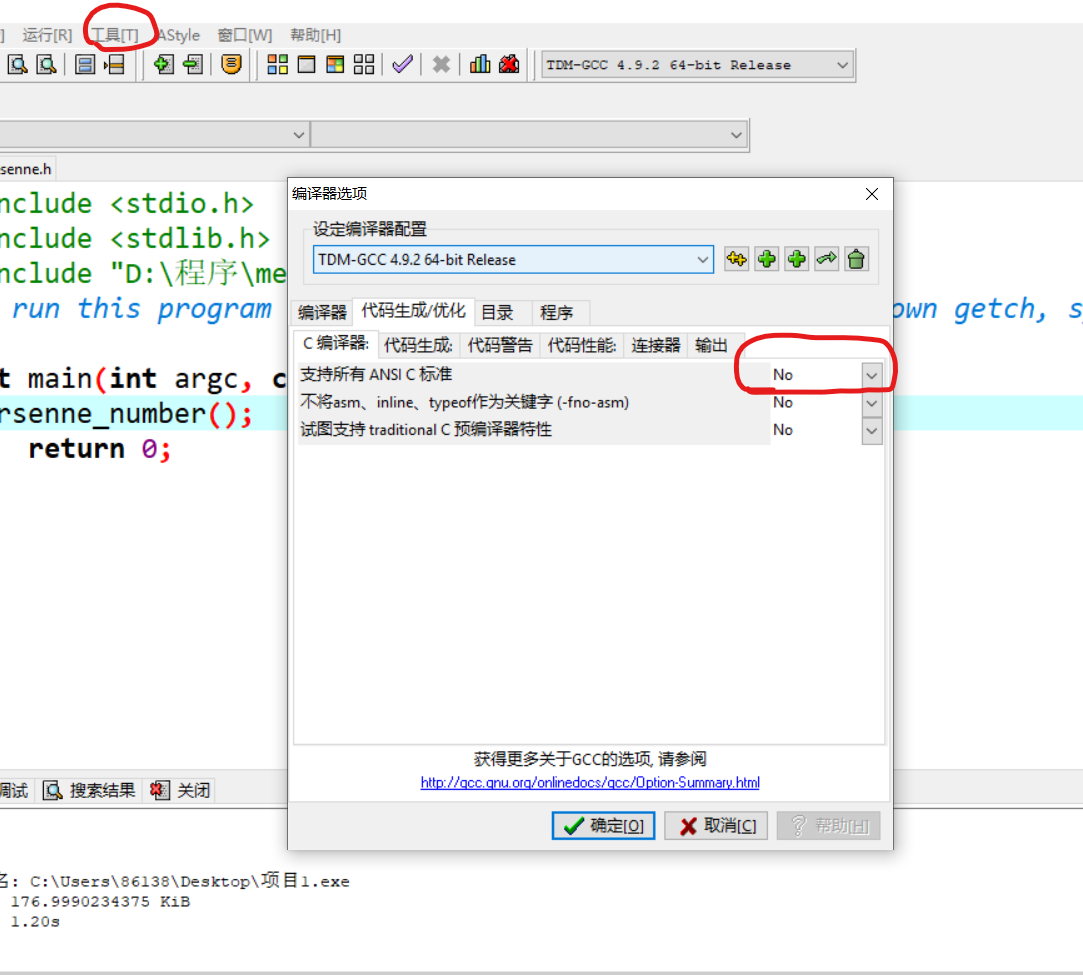 ] 运行[R] 工具[T] AStyle 窗口[W] 帮助[H]
TDM-GCC 4.9.2 64-bit Release
senne.h
nclude <stdio.h>
nclude <stdlib.h>
nclude "D:\程序\me
run this program
own getch, s
t main(int argc, c
rsenne_number();
return 0;
编译器选项
设定编译器配置
TDM-GCC 4.9.2 64-bit Release
编译器 代码生成/优化 目录 程序
C 编译器: 代码生成: 代码警告 代码性能: 连接器 输出
支持所有 ANSI C 标准 No
不将asm、inline、typeof作为关键字 (-fno-asm) No
试图支持 traditional C 预编译器特性 No
获得更多关于GCC的选项, 请参阅
http://gcc.gnu.org/onlinedocs/gcc/Option-Summary.html
确定[O] 取消[C] 帮助[H]
调试 搜索结果 关闭
名: C:\Users\86138\Desktop\项目1.exe
176.9990234375 KiB
1.20s